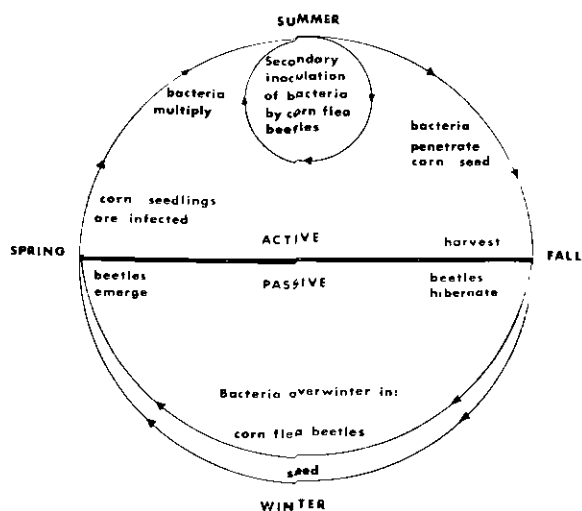 SUMMER
Secondary
inoculation
of bacteria
by corn flea
beetles
bacteria
multiply
bacteria
penetrate
corn seed
corn seedlings
are infected
SPRING
ACTIVE
harvest
FALL
beetles
emerge
PASSIVE
beetles
hibernate
Bacteria overwinter in:
corn flea beetles
seed
WINTER